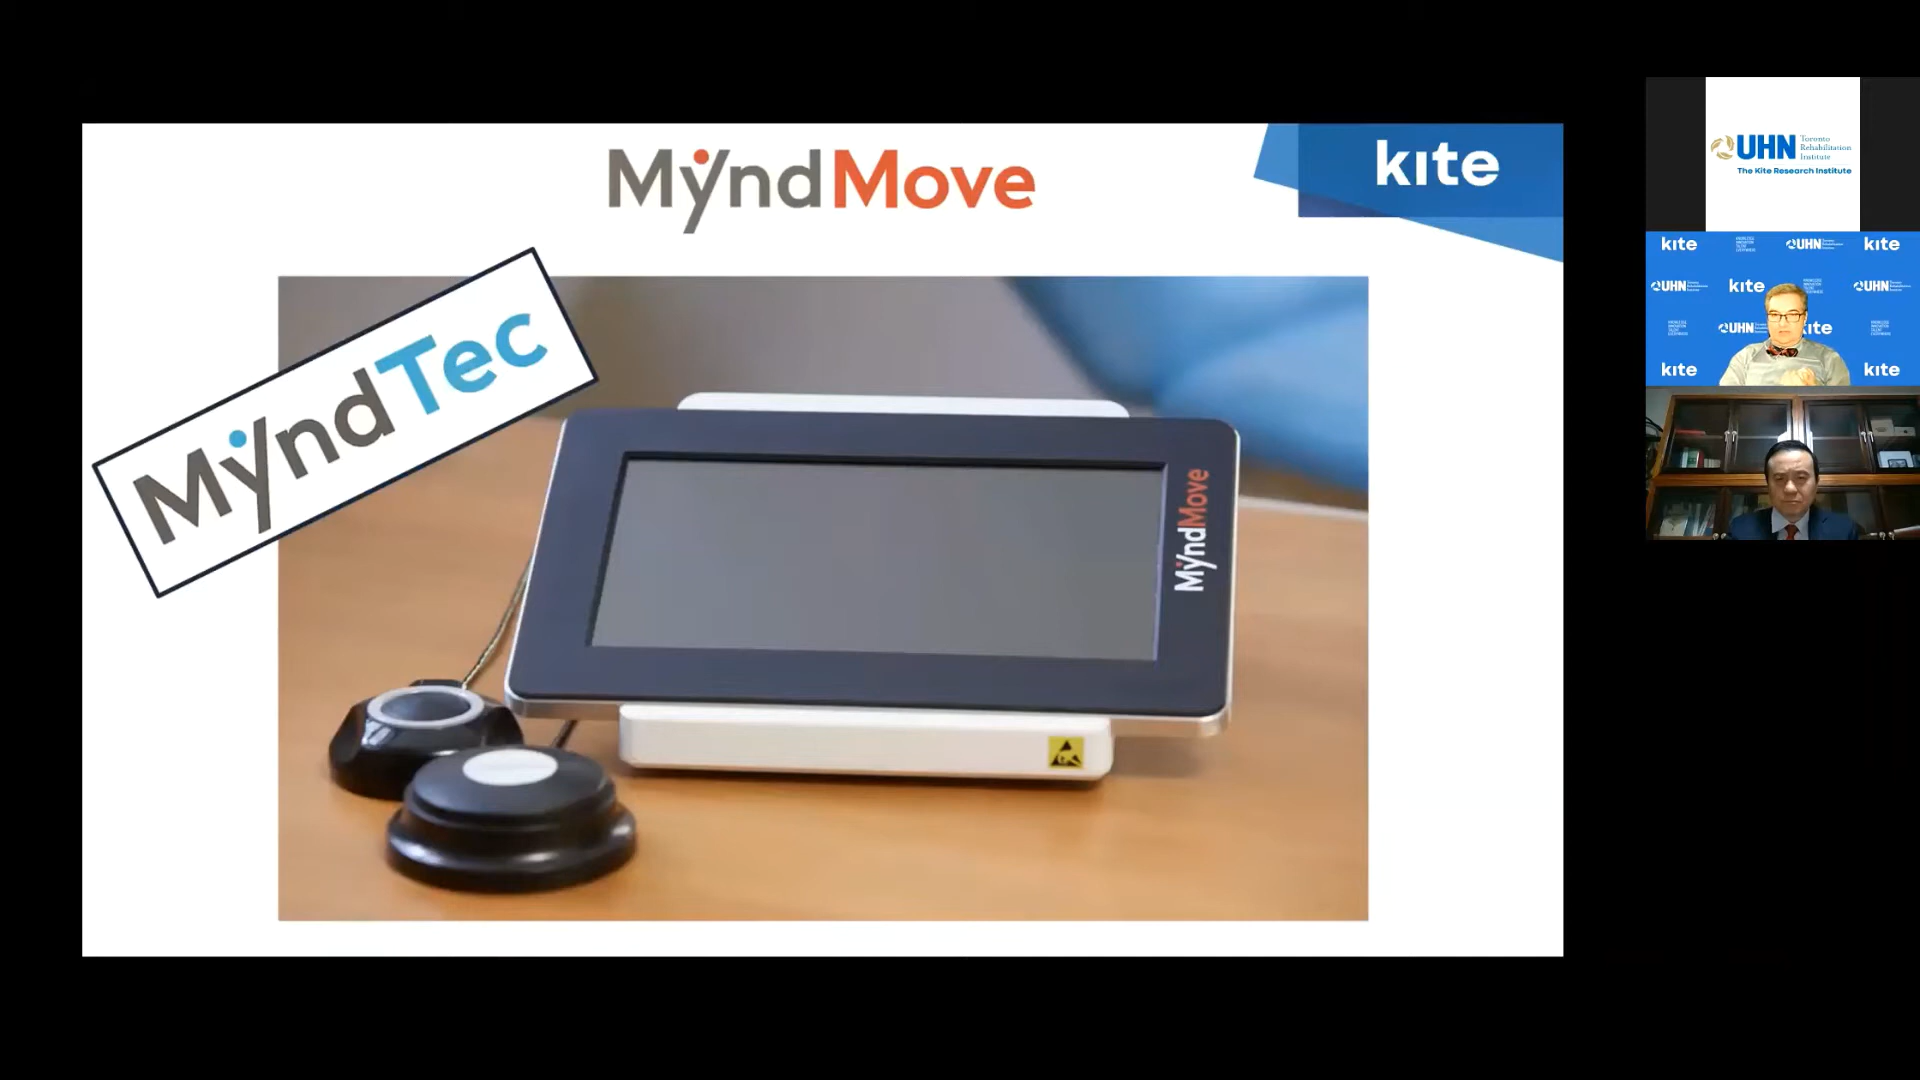 MyndMove
kite
MyndTec
MyndMove
UHN Toronto
Rehabilitation
Institute
The Kite Research Institute
kite
UHN
kite
UHN
kite
UHN
UHN
kite
kite
kite